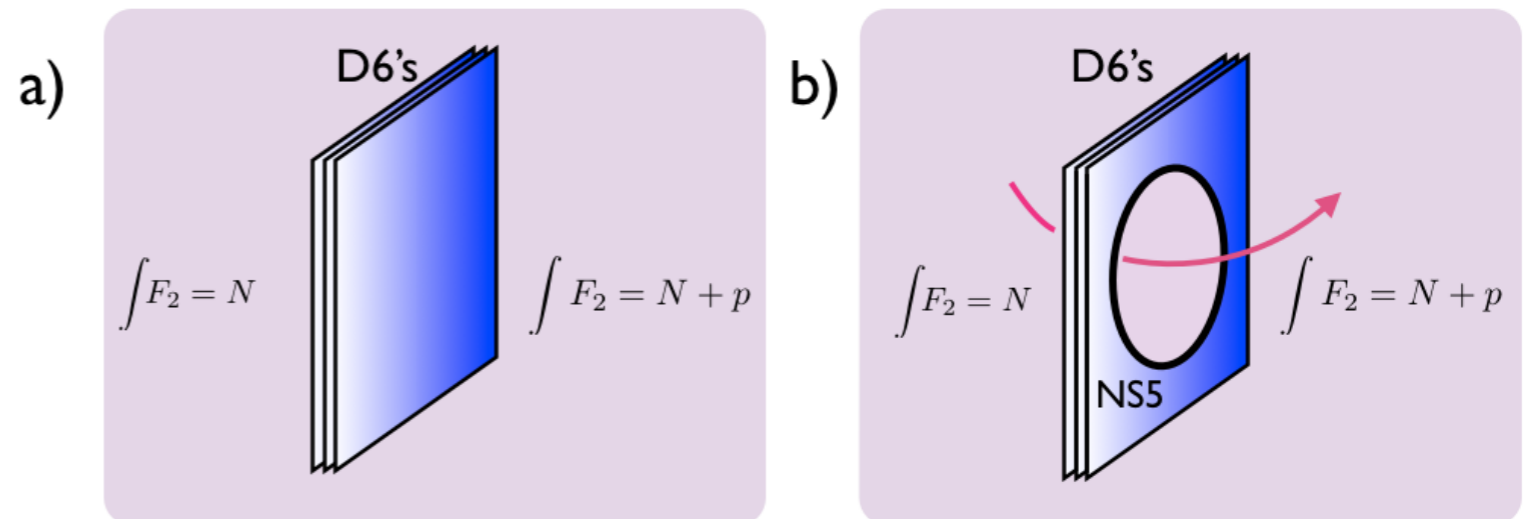 a)
D6's
∫F₂ = N
∫ F₂ = N + p
b)
D6's
NS5
∫F₂ = N
∫ F₂ = N + p